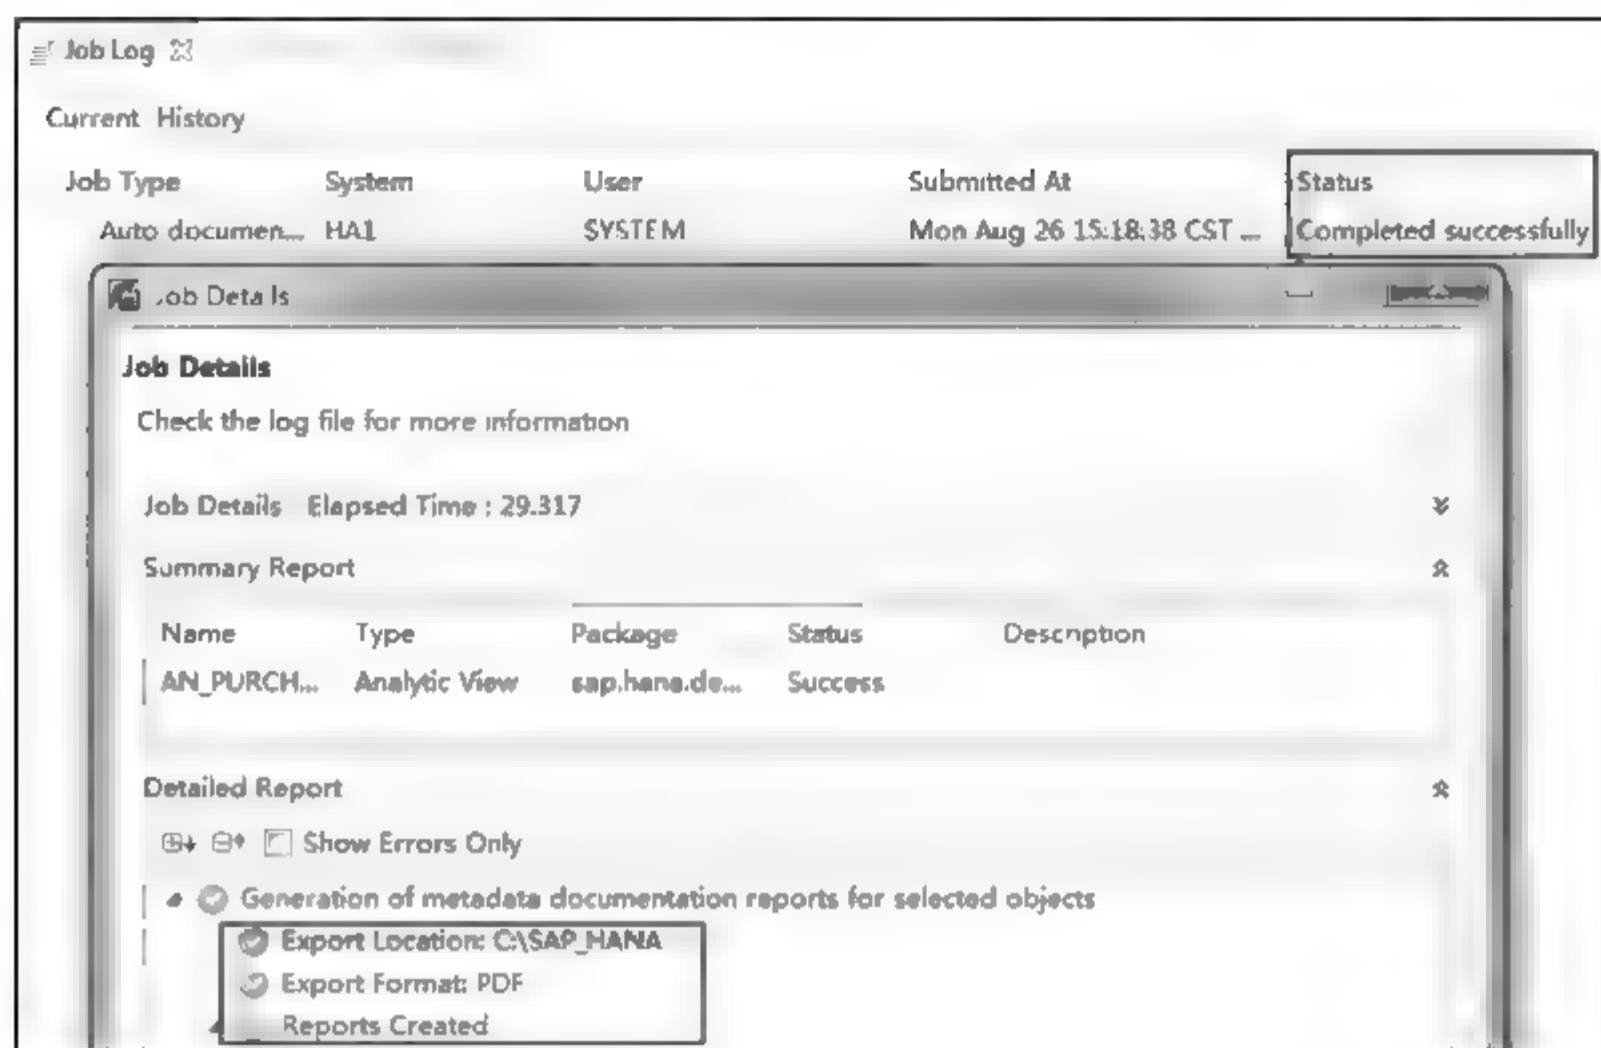 Job Log
Current History
Job Type System User Submitted At Status
Auto documen... HA1 SYSTEM Mon Aug 26 15:18:38 CST ... Completed successfully
Job Details
Job Details
Check the log file for more information
Job Details Elapsed Time : 29.317
Summary Report
Name Type Package Status Description
AN_PURCH... Analytic View sap.hana.de... Success
Detailed Report
Show Errors Only
Generation of metadata documentation reports for selected objects
Export Location: C:\SAP_HANA
Export Format: PDF
Reports Created